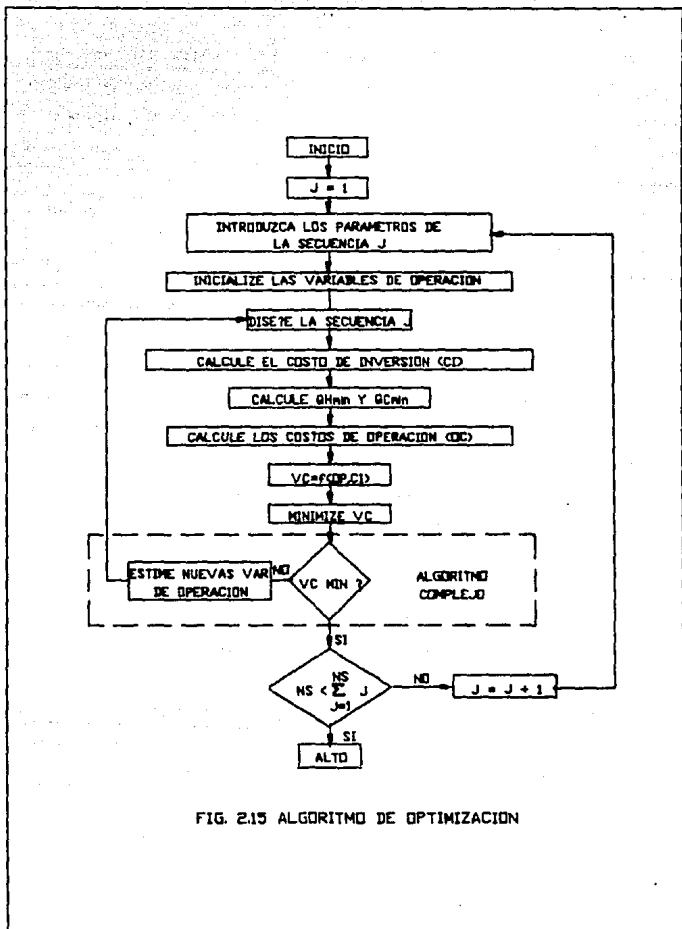 INICIO
J = 1
INTRODUZCA LOS PARAMETROS DE
LA SECUENCIA J
INICIALIZE LAS VARIABLES DE OPERACION
DISE?E LA SECUENCIA J
CALCULE EL COSTO DE INVERSION (CI)
CALCULE QHmin Y QCmin
CALCULE LOS COSTOS DE OPERACION (OC)
VC=f(OP,CI)
MINIMIZE VC
ESTIME NUEVAS VAR
DE OPERACION
NO
VC MIN ?
ALGORITMO
COMPLEJO
SI
NS < NS Σ J=1 J
NO
J = J + 1
SI
ALTO
FIG. 2.15 ALGORITMO DE OPTIMIZACION